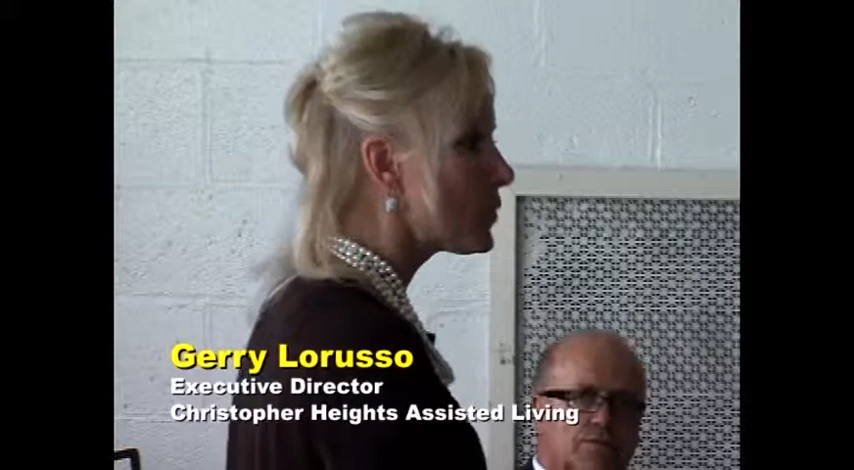 Gerry Lorusso
Executive Director
Christopher Heights Assisted Living